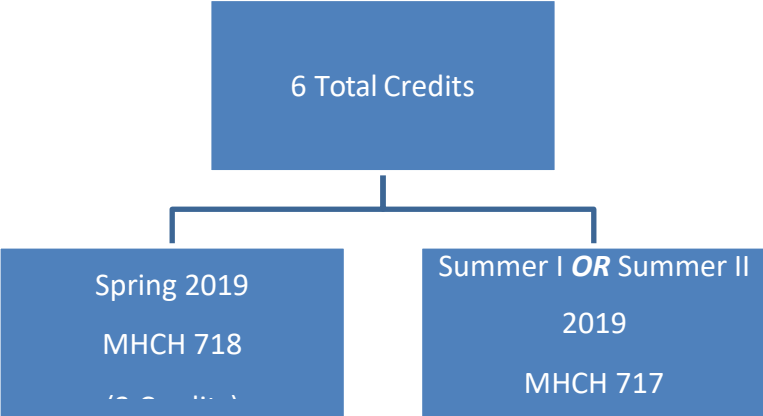 6 Total Credits
Spring 2019
MHCH 718
Summer I OR Summer II
2019
MHCH 717